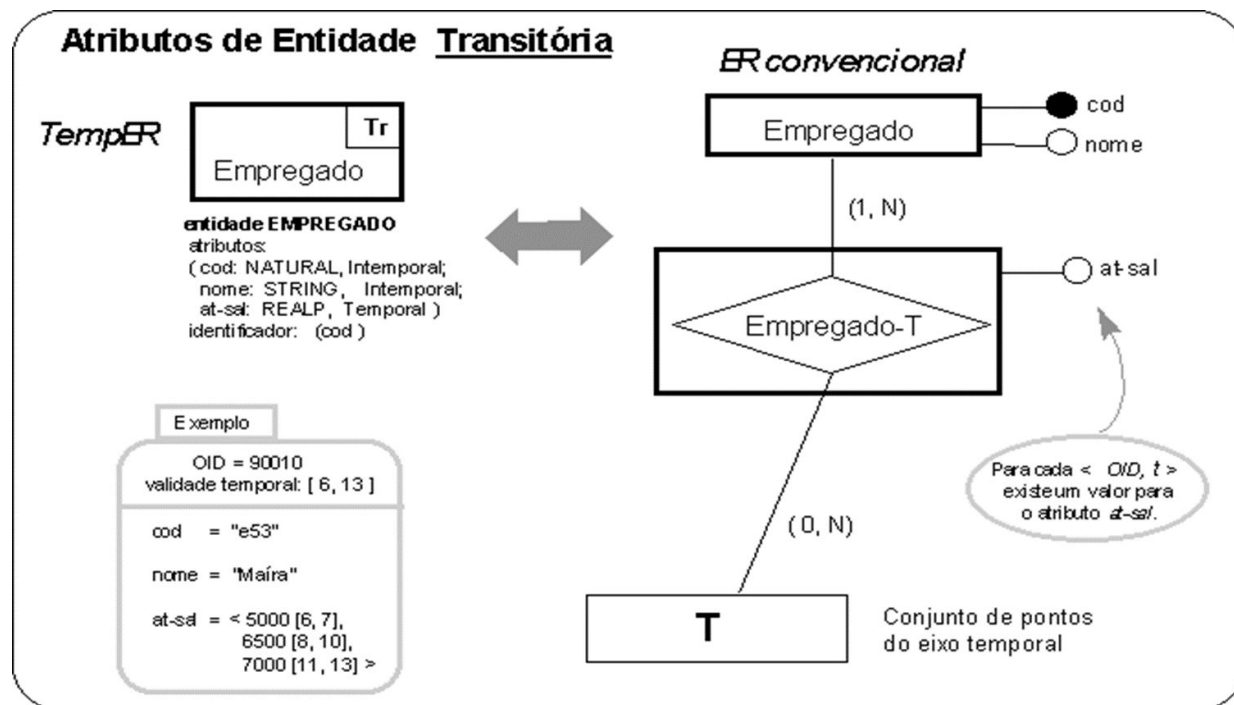 Atributos de Entidade Transitória
TempER
Tr
Empregado
entidade EMPREGADO
atributos:
( cod: NATURAL, Intemporal;
nome: STRING, Intemporal;
at-sal: REALP, Temporal )
identificador: (cod )
Exemplo
OID = 90010
validade temporal: [ 6, 13 ]
cod = "e53"
nome = "Maíra"
at-sal = < 5000 [6, 7],
6500 [8, 10],
7000 [11, 13] >
ER convencional
Empregado
cod
nome
(1, N)
Empregado-T
at-sal
Para cada < OID, t >
existe um valor para
o atributo at-sal.
( 0, N)
T
Conjunto de pontos
do eixo temporal